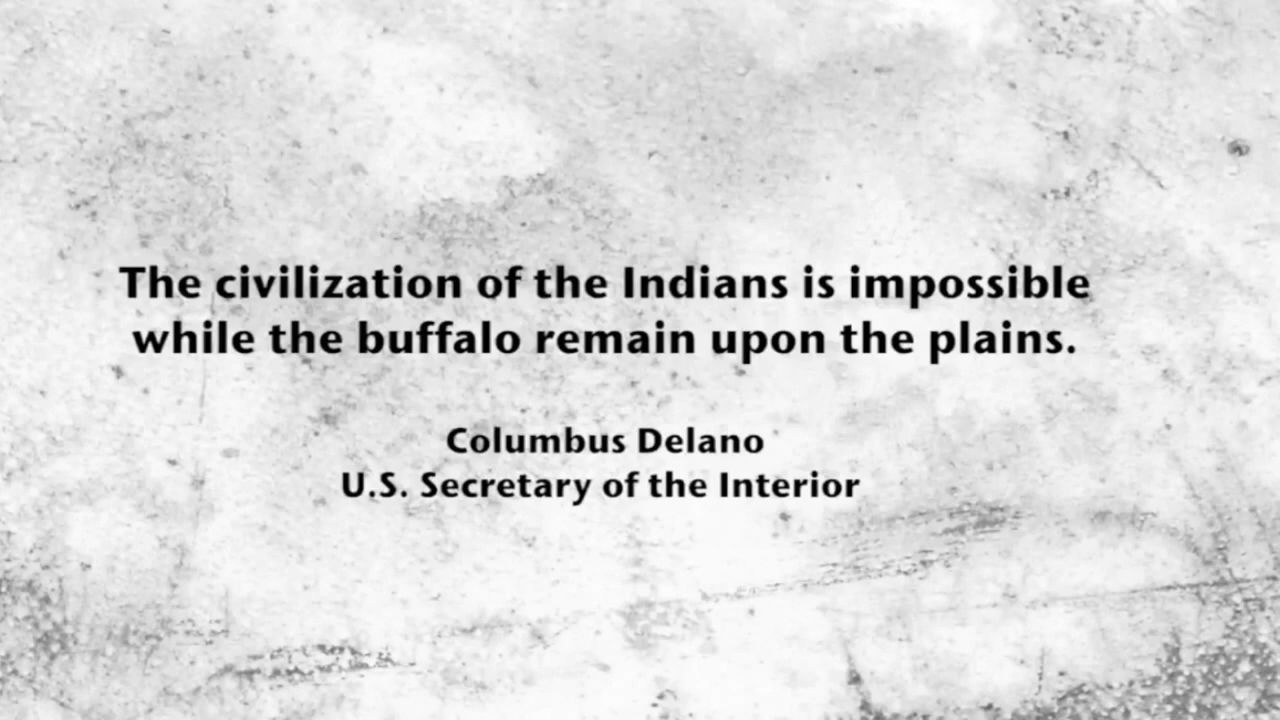 The civilization of the Indians is impossible
while the buffalo remain upon the plains.
Columbus Delano
U.S. Secretary of the Interior